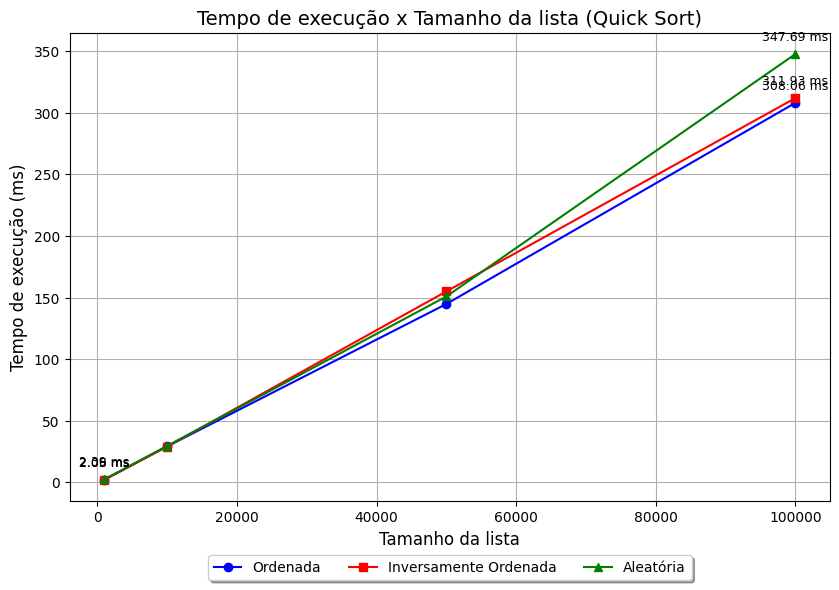 Tempo de execução x Tamanho da lista (Quick Sort)
347.69 ms
311.93 ms
308.06 ms
350
300
250
200
150
100
50
0
Tempo de execução (ms)
ms
0
20000
40000
60000
80000
100000
Tamanho da lista
Ordenada
Inversamente Ordenada
Aleatória